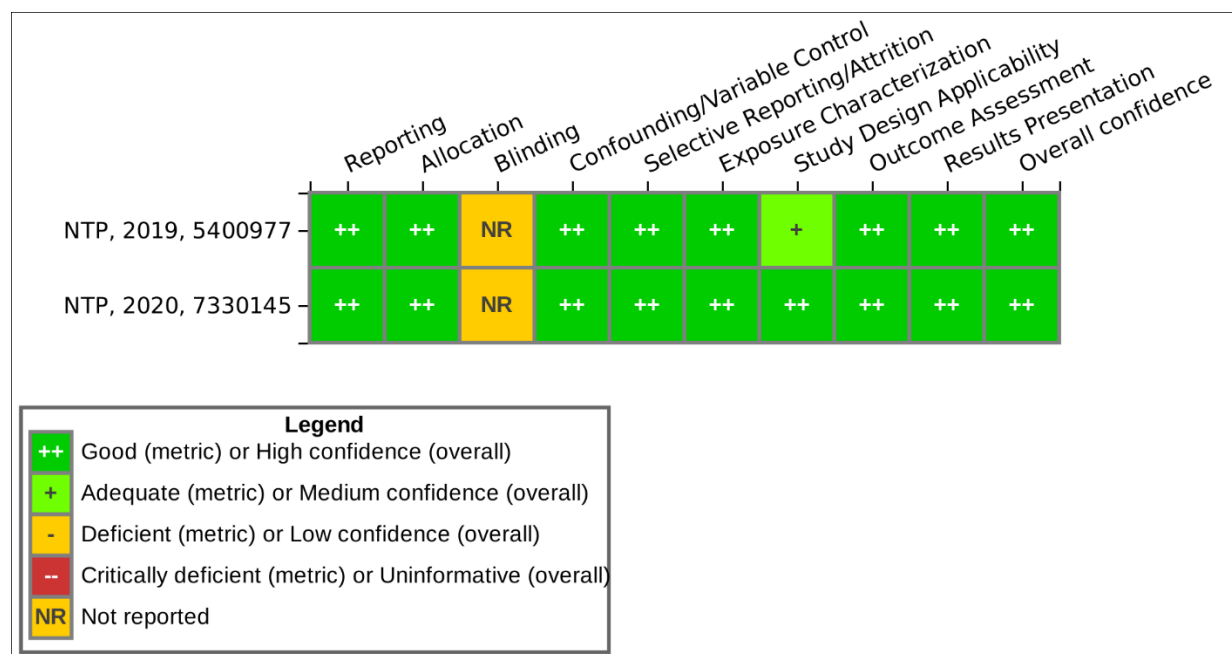 Reporting
Allocation
Blinding
Confounding/Variable Control
Selective Reporting/Attrition
Exposure Characterization
Study Design Applicability
Outcome Assessment
Results Presentation
Overall confidence
NTP, 2019, 5400977 ++ ++ NR ++ ++ ++ + ++ ++ ++
NTP, 2020, 7330145 ++ ++ NR ++ ++ ++ ++ ++ ++ ++
Legend
++ Good (metric) or High confidence (overall)
+ Adequate (metric) or Medium confidence (overall)
- Deficient (metric) or Low confidence (overall)
-- Critically deficient (metric) or Uninformative (overall)
NR Not reported